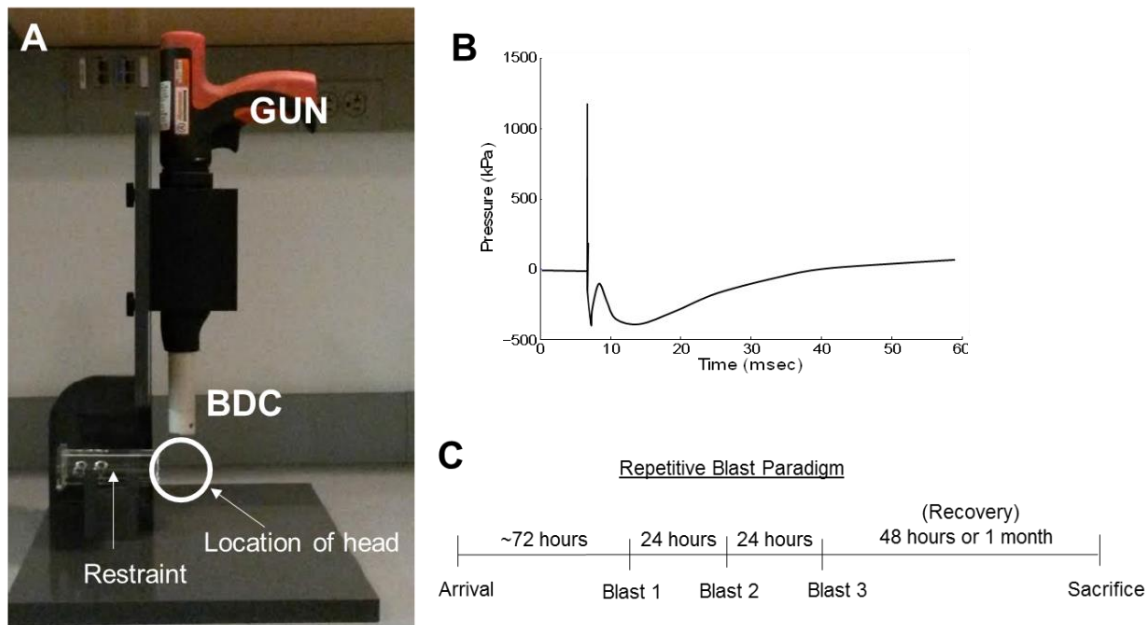 A
GUN
BDC
Location of head
Restraint
B
1500
1000
500
0
−500
Pressure (kPa)
0 10 20 30 40 50 60
Time (msec)
C
Repetitive Blast Paradigm
(Recovery)
~72 hours 24 hours 24 hours 48 hours or 1 month
Arrival Blast 1 Blast 2 Blast 3 Sacrifice